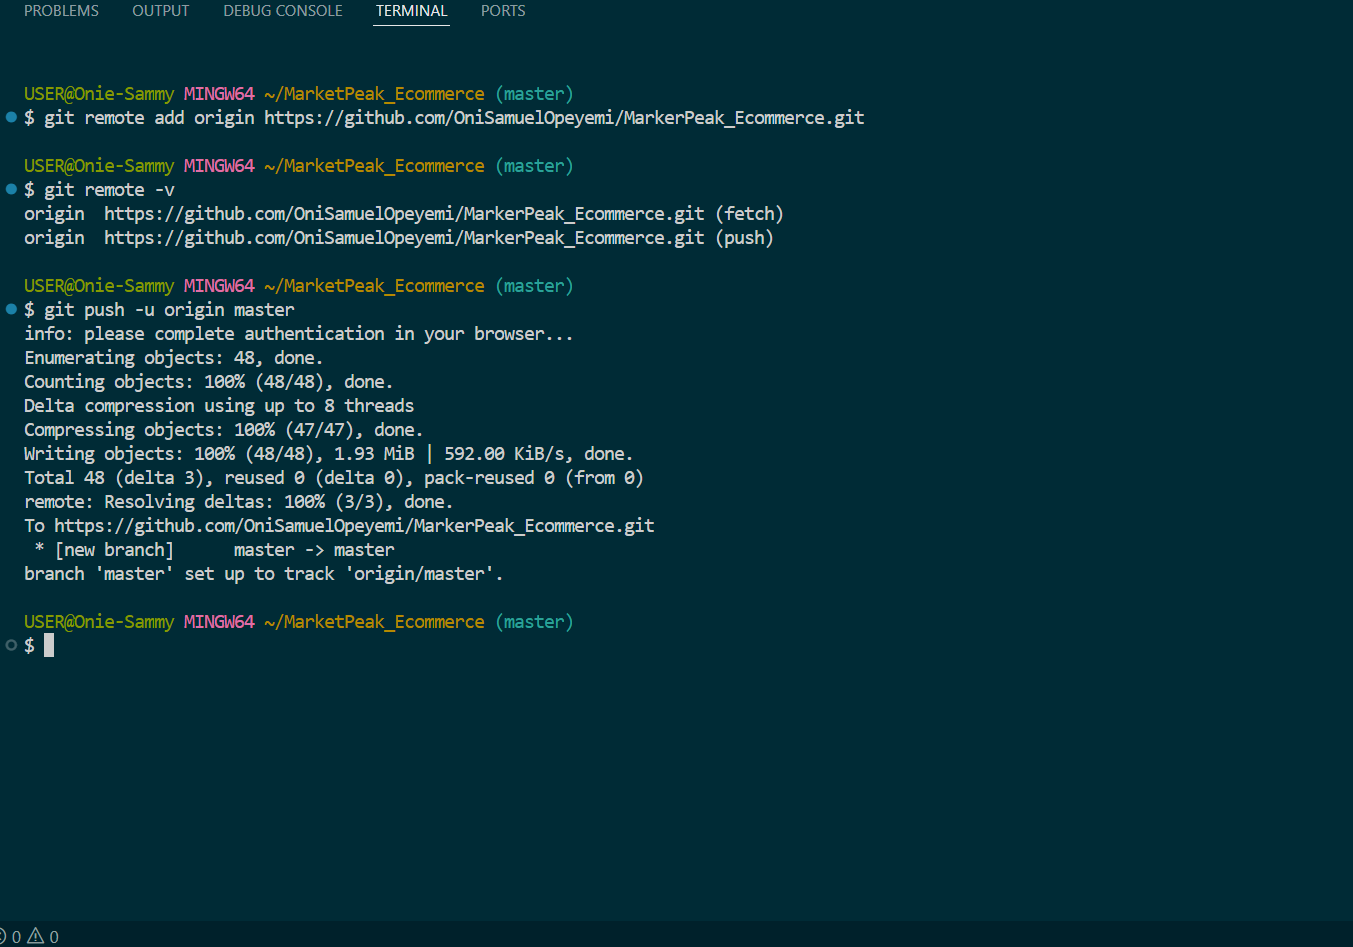 PROBLEMS OUTPUT DEBUG CONSOLE TERMINAL PORTS
USER@Onie-Sammy MINGW64 ~/MarketPeak_Ecommerce (master)
$ git remote add origin https://github.com/OniSamuelOpeyemi/MarkerPeak_Ecommerce.git
USER@Onie-Sammy MINGW64 ~/MarketPeak_Ecommerce (master)
$ git remote -v
origin  https://github.com/OniSamuelOpeyemi/MarkerPeak_Ecommerce.git (fetch)
origin  https://github.com/OniSamuelOpeyemi/MarkerPeak_Ecommerce.git (push)
USER@Onie-Sammy MINGW64 ~/MarketPeak_Ecommerce (master)
$ git push -u origin master
info: please complete authentication in your browser...
Enumerating objects: 48, done.
Counting objects: 100% (48/48), done.
Delta compression using up to 8 threads
Compressing objects: 100% (47/47), done.
Writing objects: 100% (48/48), 1.93 MiB | 592.00 KiB/s, done.
Total 48 (delta 3), reused 0 (delta 0), pack-reused 0 (from 0)
remote: Resolving deltas: 100% (3/3), done.
To https://github.com/OniSamuelOpeyemi/MarkerPeak_Ecommerce.git
 * [new branch]      master -> master
branch 'master' set up to track 'origin/master'.
USER@Onie-Sammy MINGW64 ~/MarketPeak_Ecommerce (master)
$
0 0